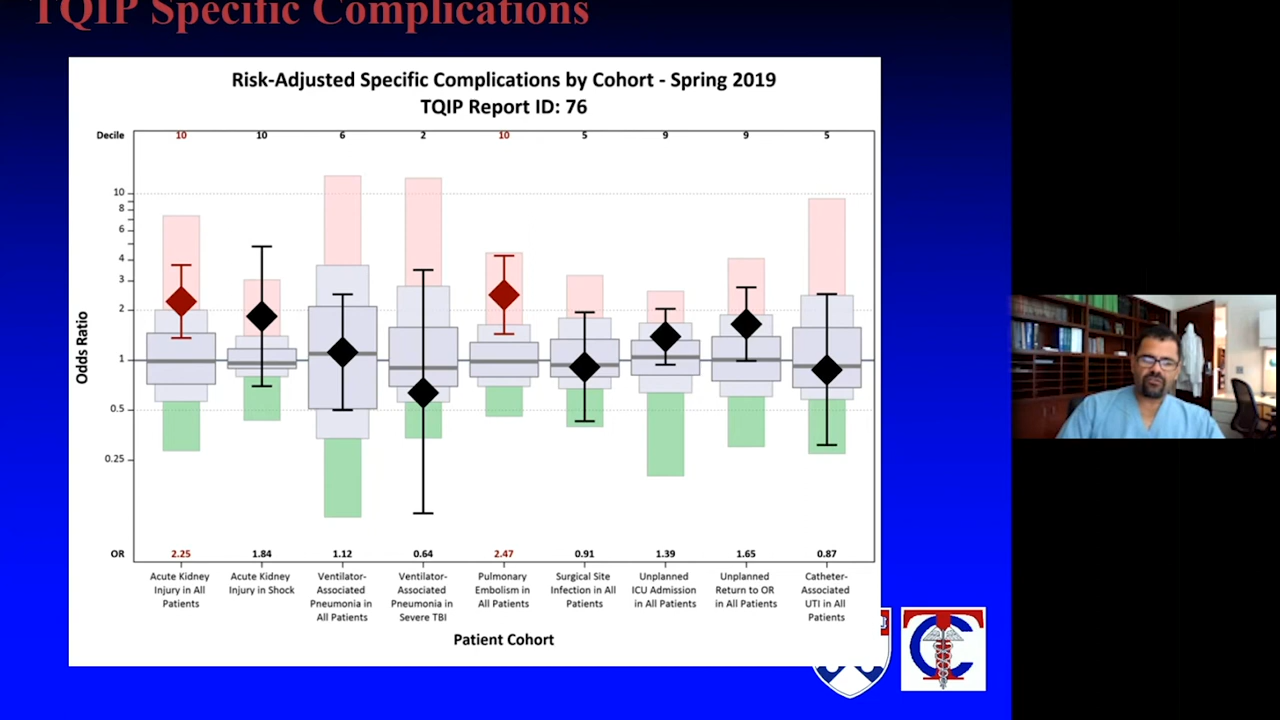 TQIP Specific Complications
Risk-Adjusted Specific Complications by Cohort - Spring 2019
TQIP Report ID: 76
Decile 10 10 6 2 10 5 9 9 5
10
8
6
4
3
2
1
0.5
0.25
Odds Ratio
OR 2.25 1.84 1.12 0.64 2.47 0.91 1.39 1.65 0.87
Acute Kidney
Injury in All
Patients
Acute Kidney
Injury in Shock
Ventilator-
Associated
Pneumonia in
All Patients
Ventilator-
Associated
Pneumonia in
Severe TBI
Pulmonary
Embolism in
All Patients
Surgical Site
Infection in All
Patients
Unplanned
ICU Admission
in All Patients
Unplanned
Return to OR
in All Patients
Catheter-
Associated
UTI in All
Patients
Patient Cohort